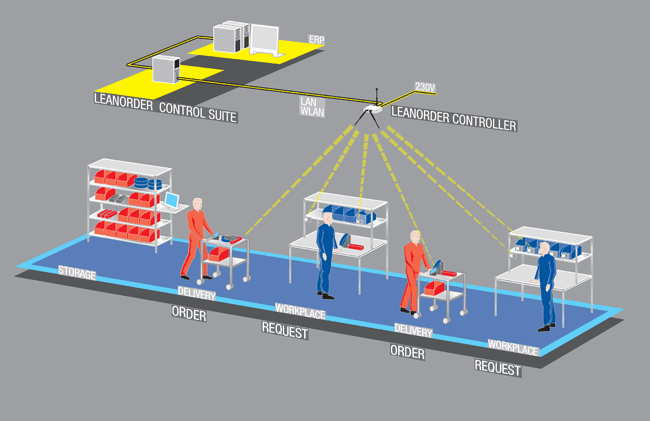 ERP
230V
LEANORDER CONTROL SUITE
LAN
WLAN
LEANORDER CONTROLLER
STORAGE
DELIVERY
ORDER
WORKPLACE
REQUEST
DELIVERY
ORDER
WORKPLACE
REQUEST